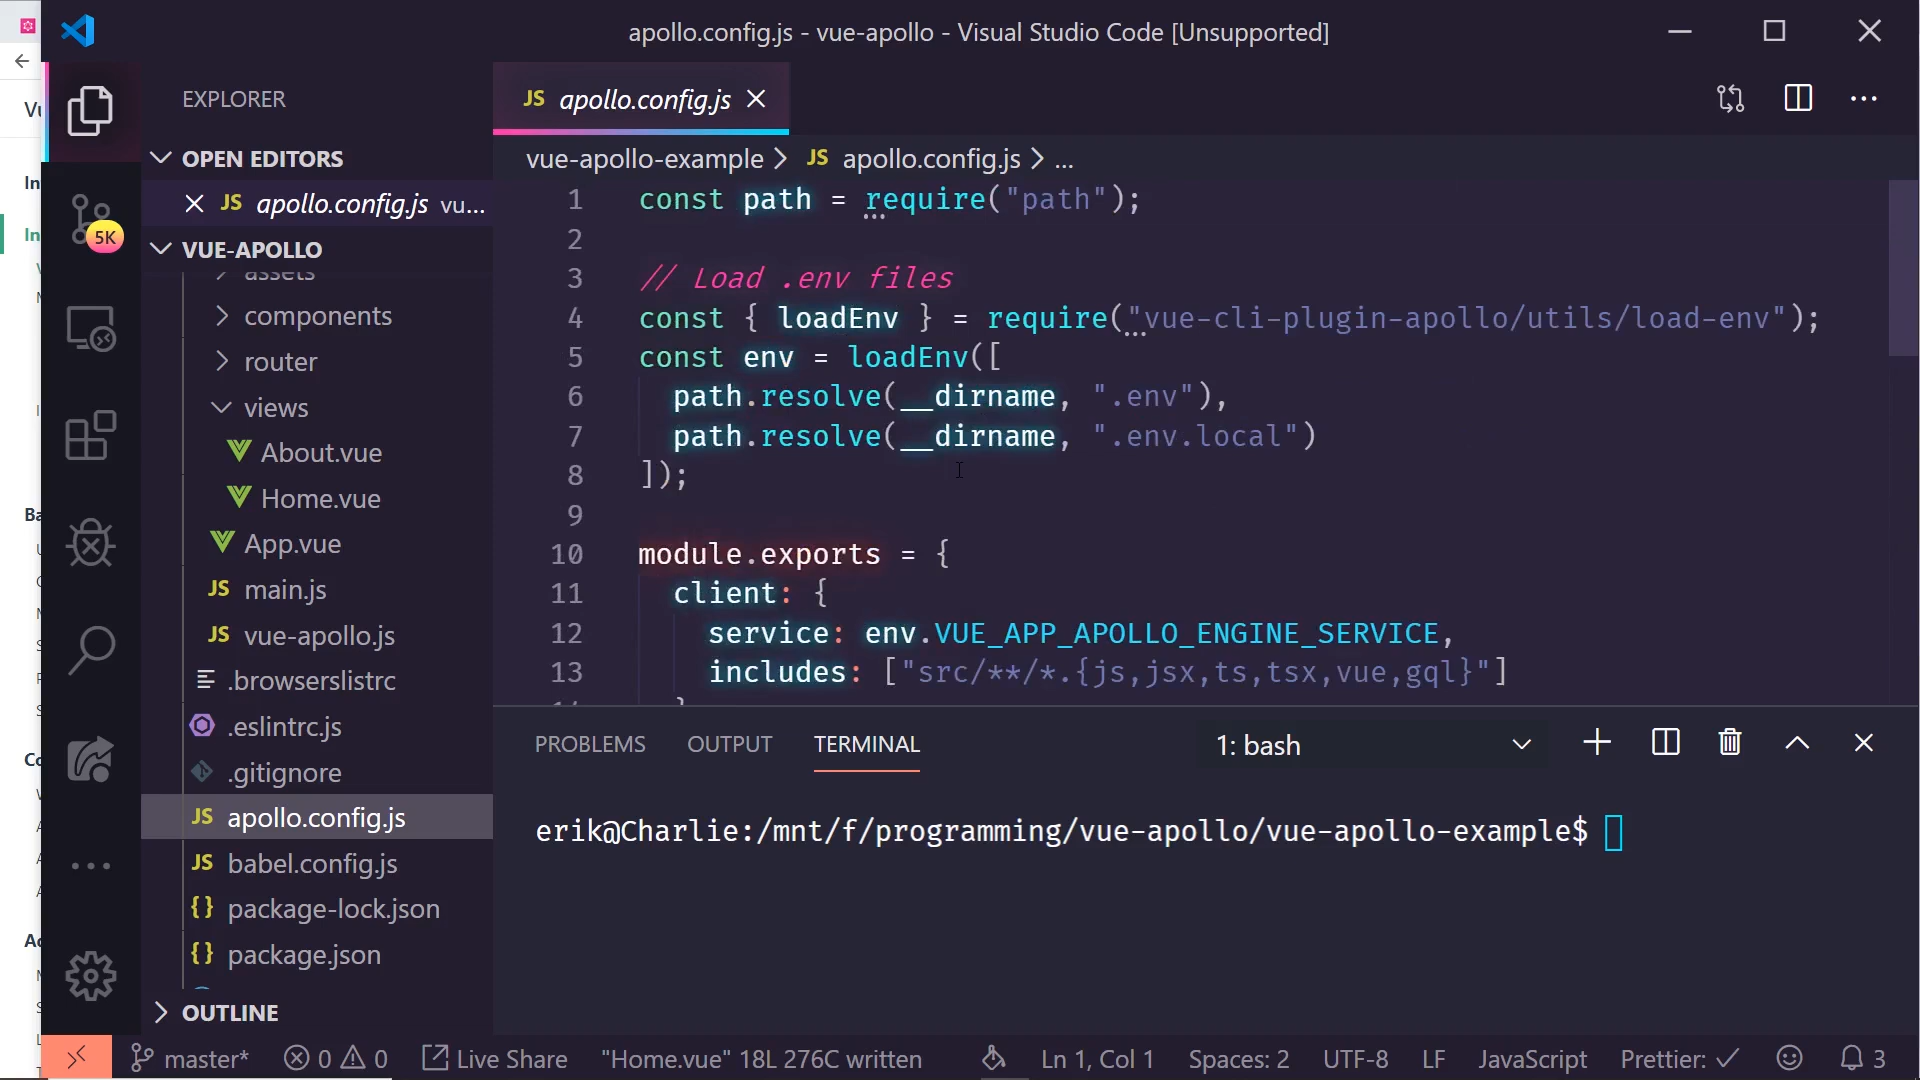 apollo.config.js - vue-apollo - Visual Studio Code [Unsupported]
EXPLORER
OPEN EDITORS
JS apollo.config.js vu...
VUE-APOLLO
assets
components
router
views
About.vue
Home.vue
App.vue
JS main.js
JS vue-apollo.js
.browserslistrc
.eslintrc.js
.gitignore
JS apollo.config.js
JS babel.config.js
{} package-lock.json
{} package.json
OUTLINE
5K
JS apollo.config.js
vue-apollo-example > JS apollo.config.js > ...
1 const path = require("path");
2
3 // Load .env files
4 const { loadEnv } = require("vue-cli-plugin-apollo/utils/load-env");
5 const env = loadEnv([
6 path.resolve(__dirname, ".env"),
7 path.resolve(__dirname, ".env.local")
8 ]);
9
10 module.exports = {
11 client: {
12 service: env.VUE_APP_APOLLO_ENGINE_SERVICE,
13 includes: ["src/**/*.{js,jsx,ts,tsx,vue,gql}"]
PROBLEMS OUTPUT TERMINAL 1: bash
erik@Charlie:/mnt/f/programming/vue-apollo/vue-apollo-example$
master* 0 0 Live Share "Home.vue" 18L 276C written Ln 1, Col 1 Spaces: 2 UTF-8 LF JavaScript Prettier: ✓ 3